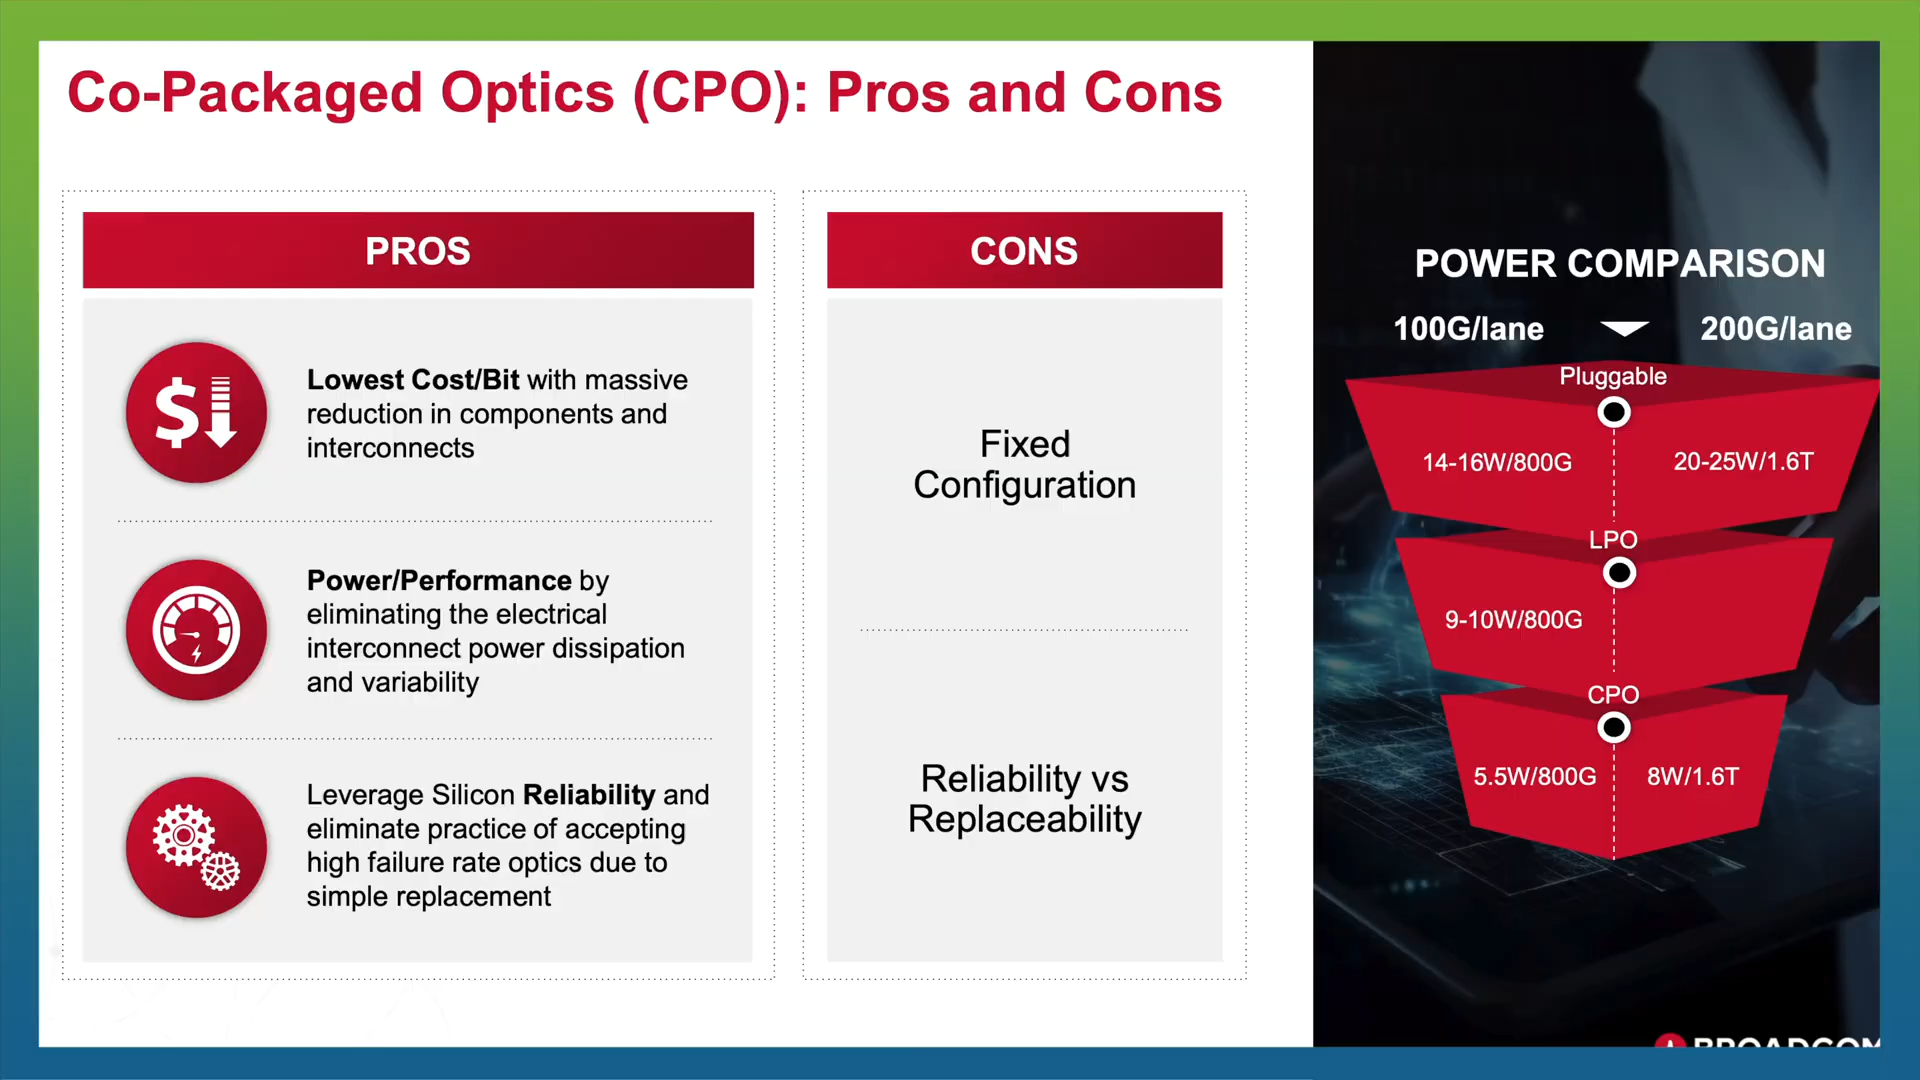 Co-Packaged Optics (CPO): Pros and Cons
PROS
Lowest Cost/Bit with massive
reduction in components and
interconnects
Power/Performance by
eliminating the electrical
interconnect power dissipation
and variability
Leverage Silicon Reliability and
eliminate practice of accepting
high failure rate optics due to
simple replacement
CONS
Fixed
Configuration
Reliability vs
Replaceability
POWER COMPARISON
100G/lane 200G/lane
Pluggable
14-16W/800G 20-25W/1.6T
LPO
9-10W/800G
CPO
5.5W/800G 8W/1.6T
BROADCOM